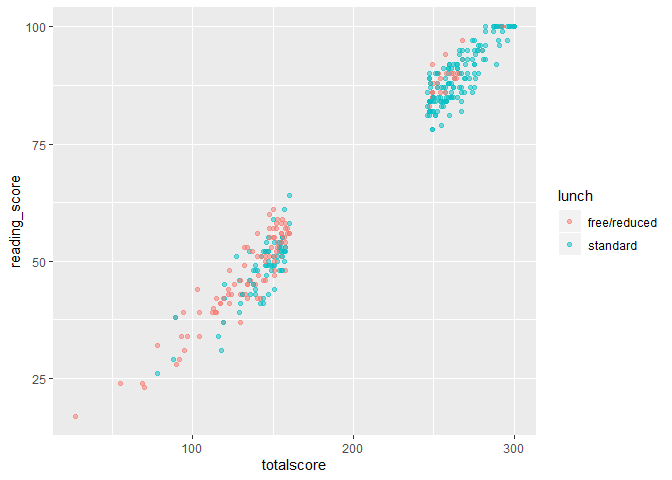 100
75
50
25
reading_score
100
200
300
totalscore
lunch
free/reduced
standard